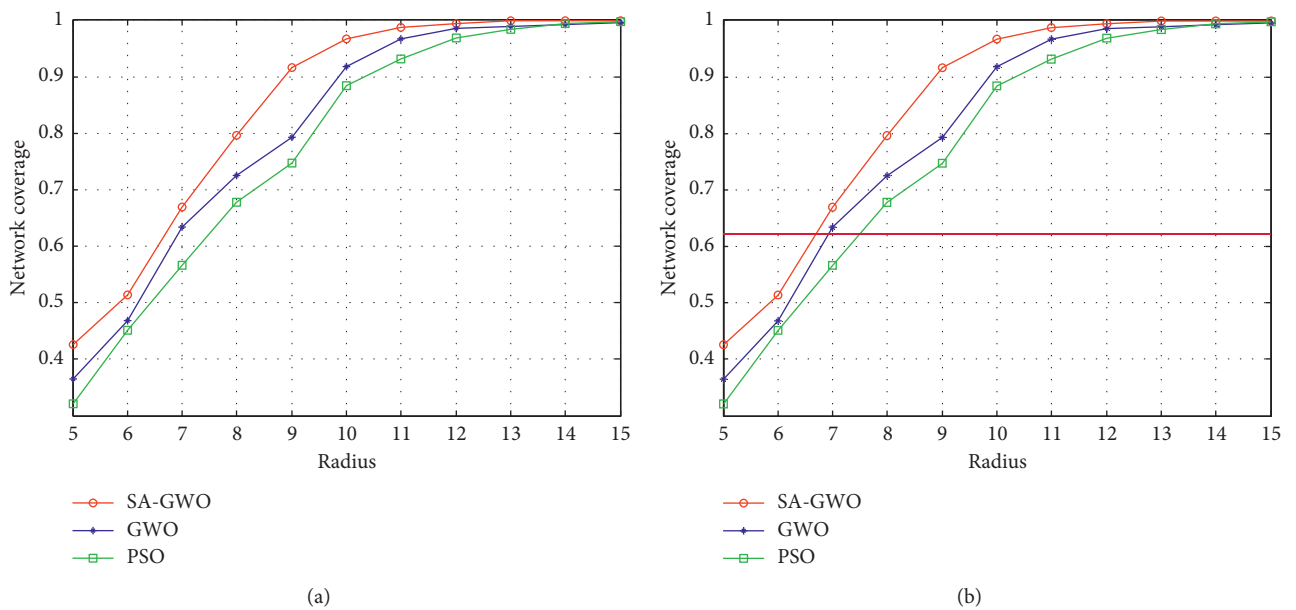 1
0.9
0.8
0.7
0.6
0.5
0.4
Network coverage
5 6 7 8 9 10 11 12 13 14 15
Radius
SA-GWO
GWO
PSO
(a)
1
0.9
0.8
0.7
0.6
0.5
0.4
Network coverage
5 6 7 8 9 10 11 12 13 14 15
Radius
SA-GWO
GWO
PSO
(b)